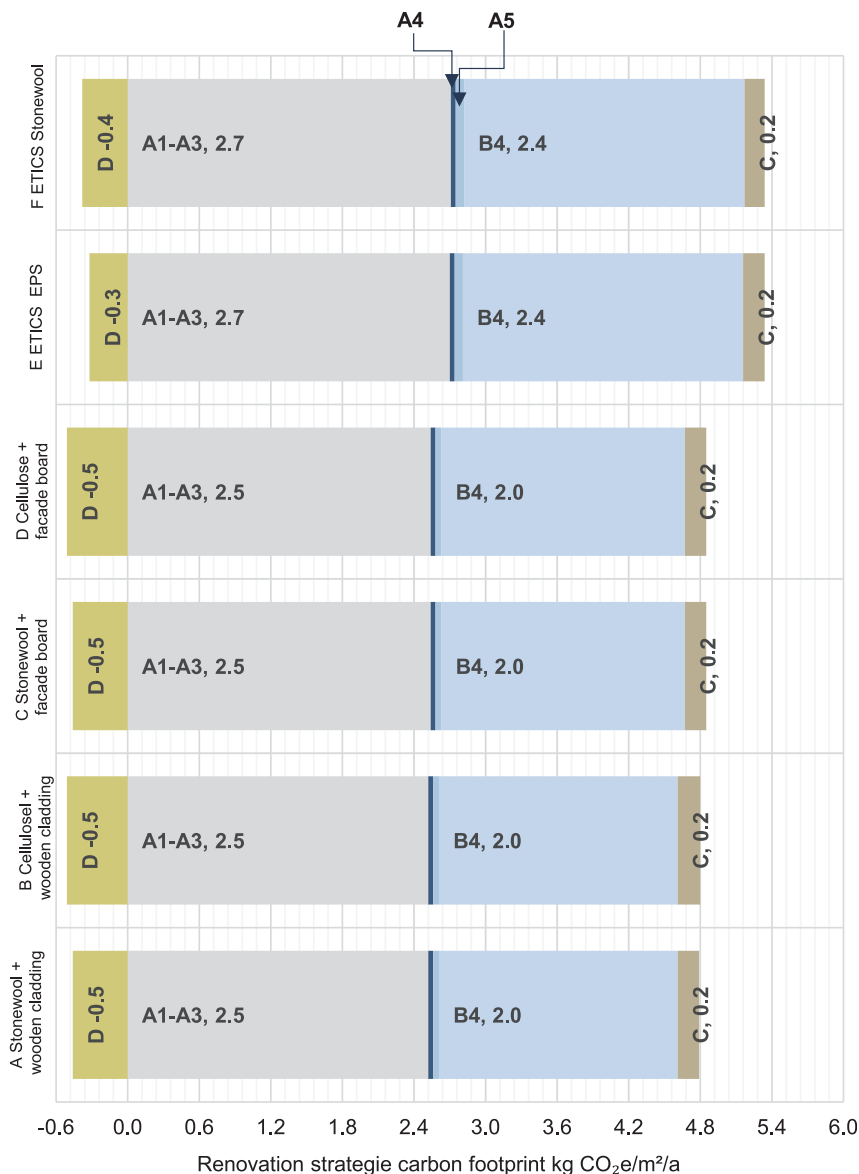 A4 A5
F ETICS Stonewool
D -0.4
A1-A3, 2.7
B4, 2.4
C, 0.2
E ETICS EPS
D -0.3
A1-A3, 2.7
B4, 2.4
C, 0.2
D Cellulose +
facade board
D -0.5
A1-A3, 2.5
B4, 2.0
C, 0.2
C Stonewool +
facade board
D -0.5
A1-A3, 2.5
B4, 2.0
C, 0.2
B Cellulosel +
wooden cladding
D -0.5
A1-A3, 2.5
B4, 2.0
C, 0.2
A Stonewool +
wooden cladding
D -0.5
A1-A3, 2.5
B4, 2.0
C, 0.2
-0.6 0.0 0.6 1.2 1.8 2.4 3.0 3.6 4.2 4.8 5.4 6.0
Renovation strategie carbon footprint kg CO₂e/m²/a